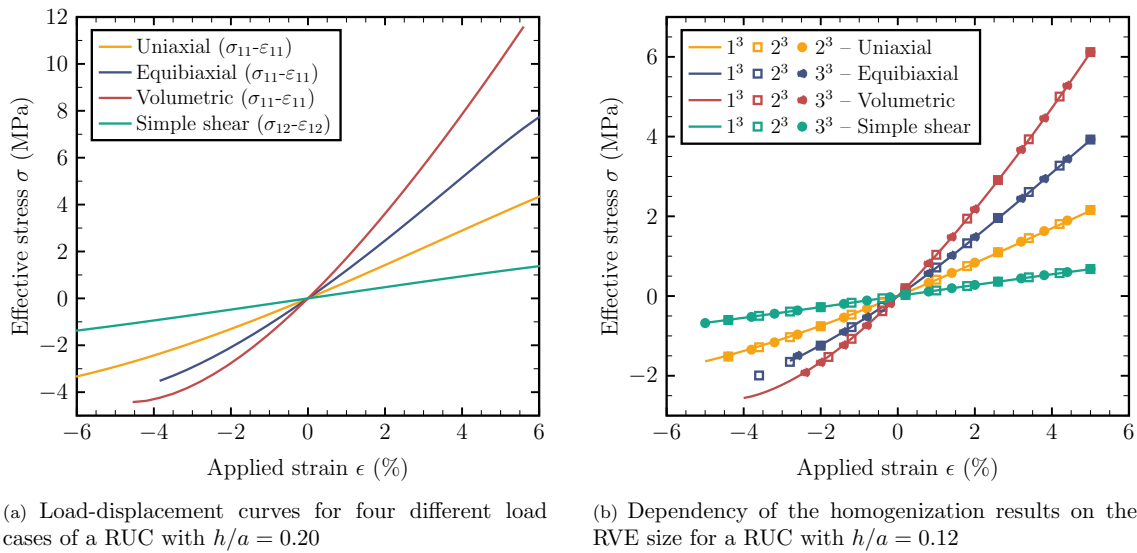 12
10
8
6
4
2
0
−2
−4
Effective stress σ (MPa)
Uniaxial (σ11-ε11)
Equibiaxial (σ11-ε11)
Volumetric (σ11-ε11)
Simple shear (σ12-ε12)
−6 −4 −2 0 2 4 6
Applied strain ϵ (%)
(a) Load-displacement curves for four different load
cases of a RUC with h/a = 0.20
6
4
2
0
−2
Effective stress σ (MPa)
1³ 2³ 2³ – Uniaxial
1³ 2³ 3³ – Equibiaxial
1³ 2³ 3³ – Volumetric
1³ 2³ 3³ – Simple shear
−6 −4 −2 0 2 4 6
Applied strain ϵ (%)
(b) Dependency of the homogenization results on the
RVE size for a RUC with h/a = 0.12